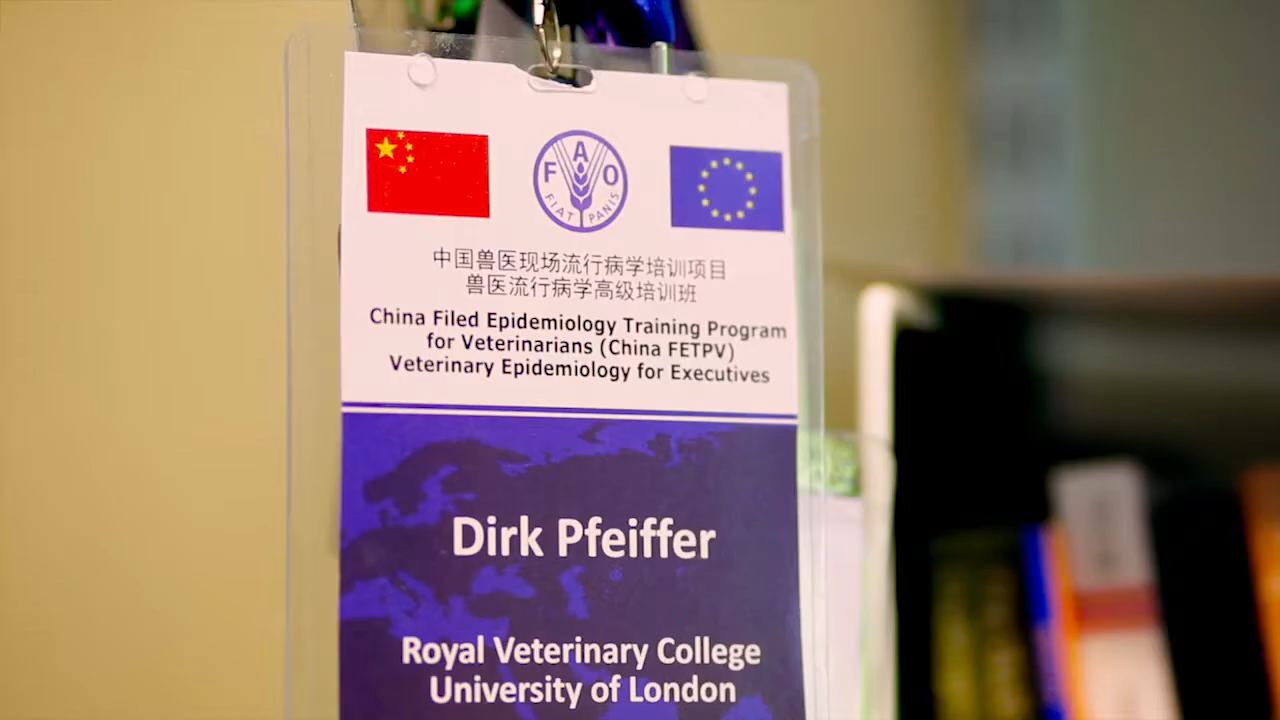 FAO
FIAT PANIS
中国兽医现场流行病学培训项目
兽医流行病学高级培训班
China Filed Epidemiology Training Program
for Veterinarians (China FETPV)
Veterinary Epidemiology for Executives
Dirk Pfeiffer
Royal Veterinary College
University of London